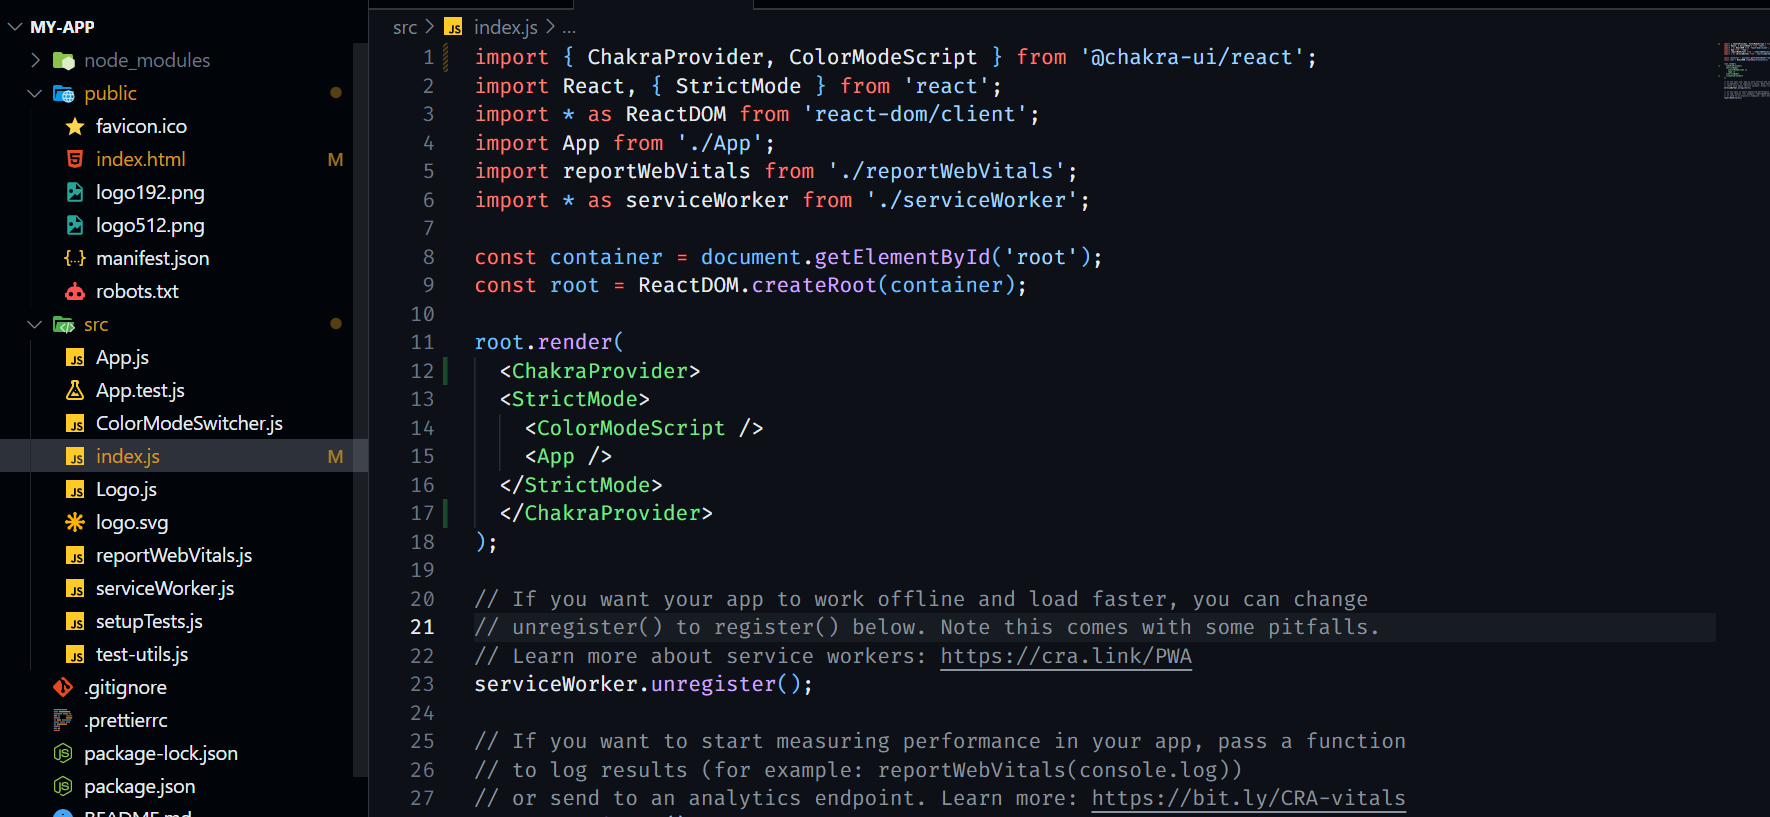 MY-APP
node_modules
public
favicon.ico
index.html M
logo192.png
logo512.png
manifest.json
robots.txt
src
App.js
App.test.js
ColorModeSwitcher.js
index.js M
Logo.js
logo.svg
reportWebVitals.js
serviceWorker.js
setupTests.js
test-utils.js
.gitignore
.prettierrc
package-lock.json
package.json
README.md
src > JS index.js > ...
1 import { ChakraProvider, ColorModeScript } from '@chakra-ui/react';
2 import React, { StrictMode } from 'react';
3 import * as ReactDOM from 'react-dom/client';
4 import App from './App';
5 import reportWebVitals from './reportWebVitals';
6 import * as serviceWorker from './serviceWorker';
7
8 const container = document.getElementById('root');
9 const root = ReactDOM.createRoot(container);
10
11 root.render(
12 <ChakraProvider>
13 <StrictMode>
14 <ColorModeScript />
15 <App />
16 </StrictMode>
17 </ChakraProvider>
18 );
19
20 // If you want your app to work offline and load faster, you can change
21 // unregister() to register() below. Note this comes with some pitfalls.
22 // Learn more about service workers: https://cra.link/PWA
23 serviceWorker.unregister();
24
25 // If you want to start measuring performance in your app, pass a function
26 // to log results (for example: reportWebVitals(console.log))
27 // or send to an analytics endpoint. Learn more: https://bit.ly/CRA-vitals